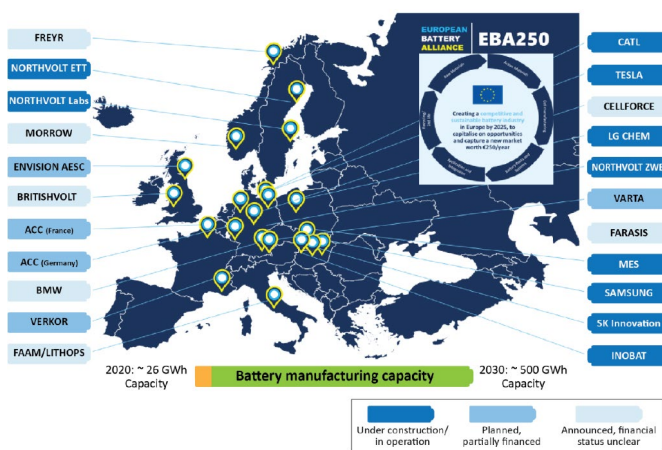 FREYR
NORTHVOLT ETT
NORTHVOLT Labs
MORROW
ENVISION AESC
BRITISHVOLT
ACC (France)
ACC (Germany)
BMW
VERKOR
FAAM/LITHOPS
EUROPEAN
BATTERY
ALLIANCE
EBA250
Creating a competitive and
sustainable battery industry
in Europe by 2025, to
capitalise on opportunities
and capture a new market
worth €250/year
CATL
TESLA
CELLFORCE
LG CHEM
NORTHVOLT ZWEI
VARTA
FARASIS
MES
SAMSUNG
SK Innovation
INOBAT
2020: ~ 26 GWh
Capacity
Battery manufacturing capacity
2030: ~ 500 GWh
Capacity
Under construction/
in operation
Planned,
partially financed
Announced, financial
status unclear